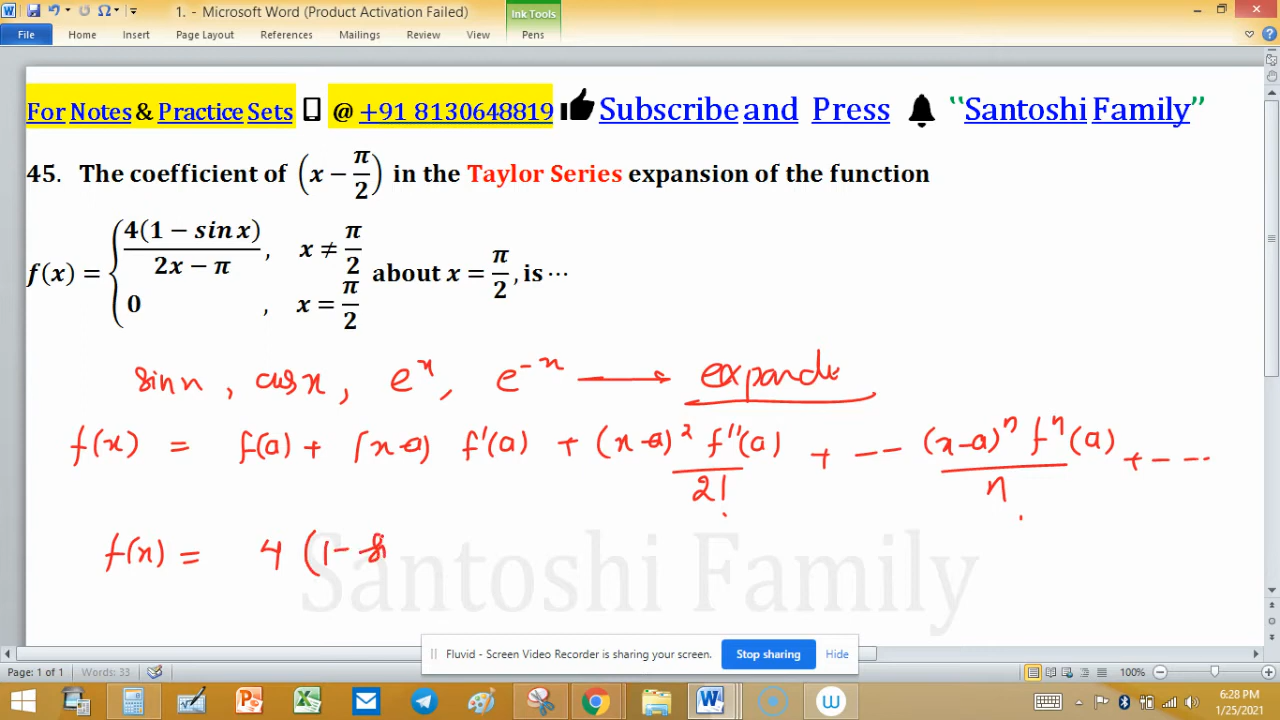 1. - Microsoft Word (Product Activation Failed)
Ink Tools
File Home Insert Page Layout References Mailings Review View Pens
For Notes & Practice Sets @ +91 8130648819 Subscribe and Press “Santoshi Family”
45. The coefficient of (x − π/2) in the Taylor Series expansion of the function
f(x) = { 4(1 − sin x)/(2x − π), x ≠ π/2
0 , x = π/2 about x = π/2, is ⋯
sin x, cos x, e^x, e^-x → expands
f(x) = f(a) + (x-a) f'(a) + (x-a)^2 f''(a)/2! + -- (x-a)^n f^n(a)/n! + ----
f(x) = 4 (1 - si
Santoshi Family
Fluvid - Screen Video Recorder is sharing your screen. Stop sharing Hide
Page: 1 of 1 Words: 33 100%
6:28 PM
1/25/2021